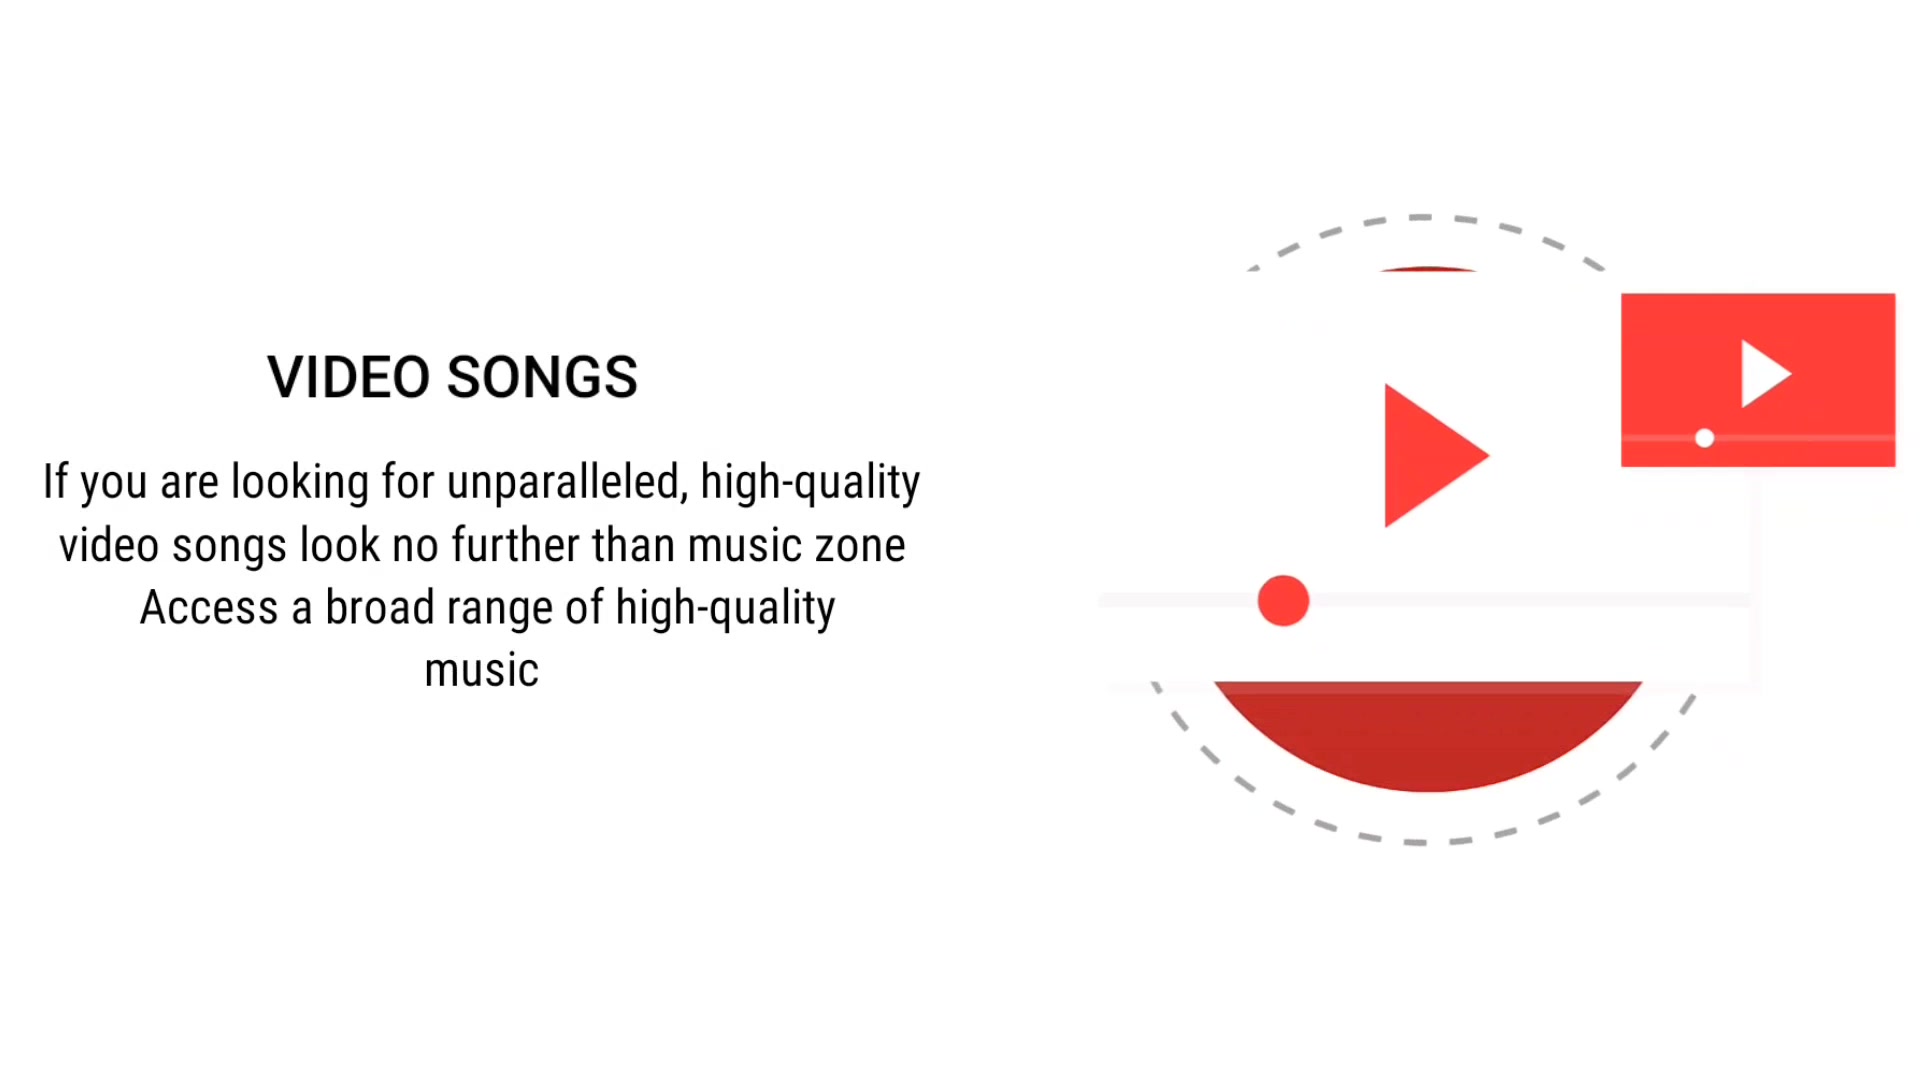 VIDEO SONGS
If you are looking for unparalleled, high-quality
video songs look no further than music zone
Access a broad range of high-quality
music